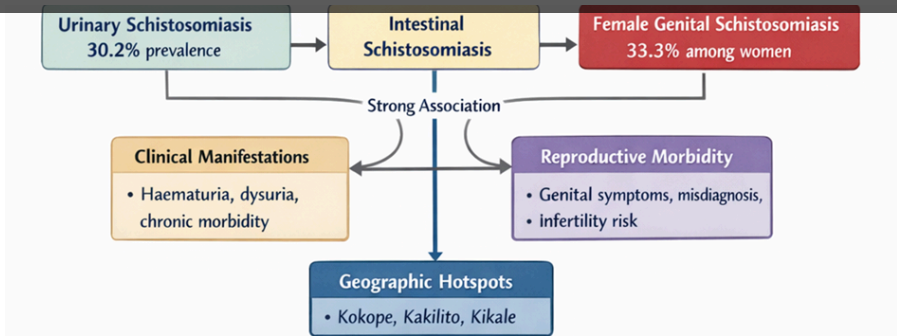 Urinary Schistosomiasis
30.2% prevalence
Intestinal
Schistosomiasis
Female Genital Schistosomiasis
33.3% among women
Strong Association
Clinical Manifestations
• Haematuria, dysuria,
chronic morbidity
Reproductive Morbidity
• Genital symptoms, misdiagnosis,
• infertility risk
Geographic Hotspots
• Kokope, Kakilito, Kikale